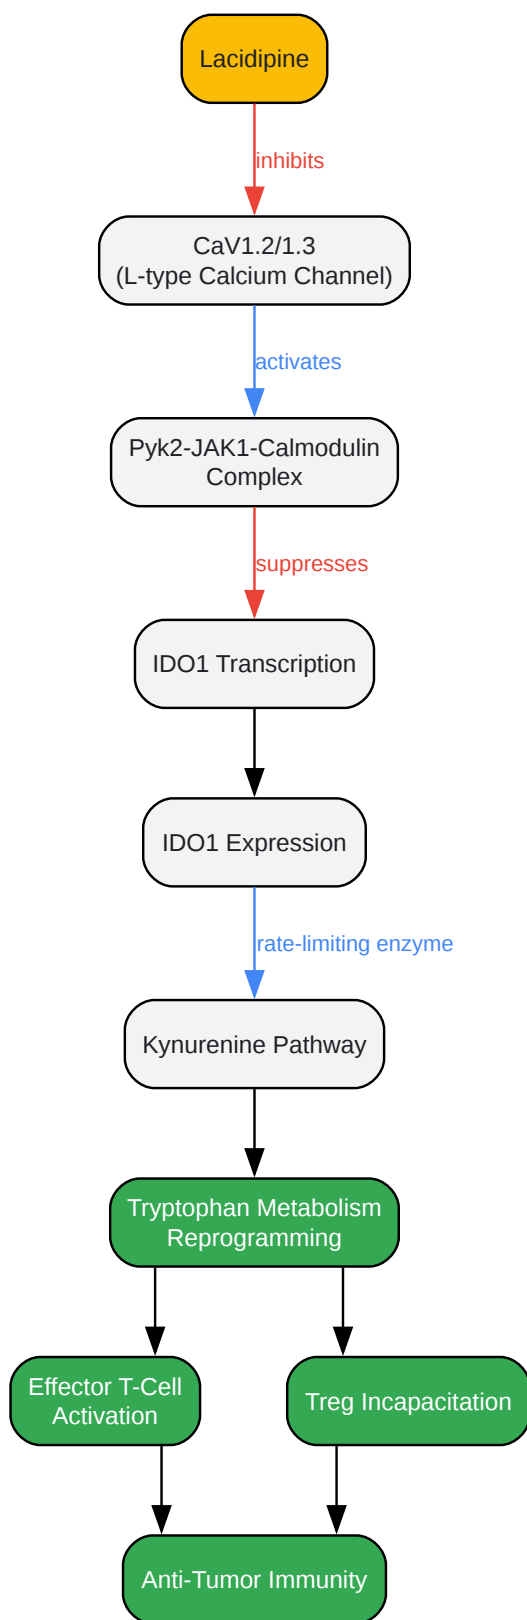 Lacidipine
inhibits
CaV1.2/1.3
(L-type Calcium Channel)
activates
Pyk2-JAK1-Calmodulin
Complex
suppresses
IDO1 Transcription
IDO1 Expression
rate-limiting enzyme
Kynurenine Pathway
Tryptophan Metabolism
Reprogramming
Effector T-Cell
Activation
Treg Incapacitation
Anti-Tumor Immunity